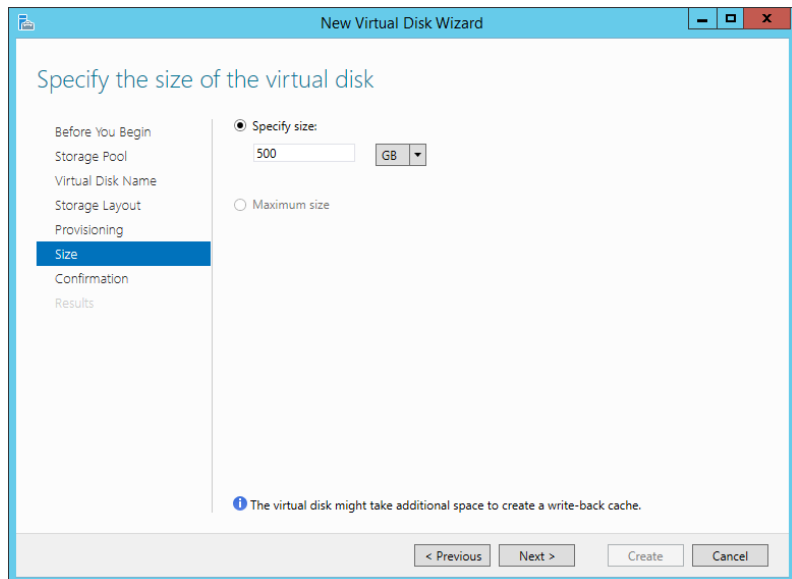 New Virtual Disk Wizard
Specify the size of the virtual disk
Before You Begin
Storage Pool
Virtual Disk Name
Storage Layout
Provisioning
Size
Confirmation
Results
Specify size:
500
GB
Maximum size
The virtual disk might take additional space to create a write-back cache.
< Previous
Next >
Create
Cancel